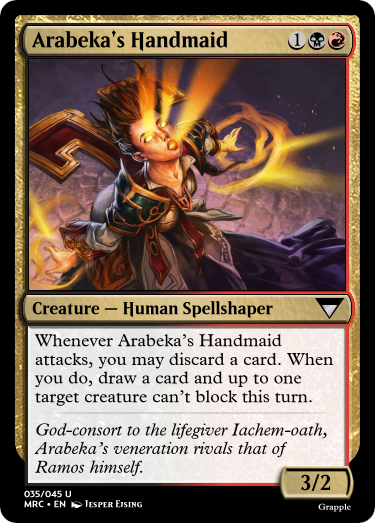 Arabeka's Handmaid 1
Creature — Human Spellshaper
Whenever Arabeka's Handmaid
attacks, you may discard a card. When
you do, draw a card and up to one
target creature can't block this turn.
God-consort to the lifegiver Iachem-oath,
Arabeka's veneration rivals that of
Ramos himself.
3/2
035/045 U
MRC • EN Jesper Eising
Grapple